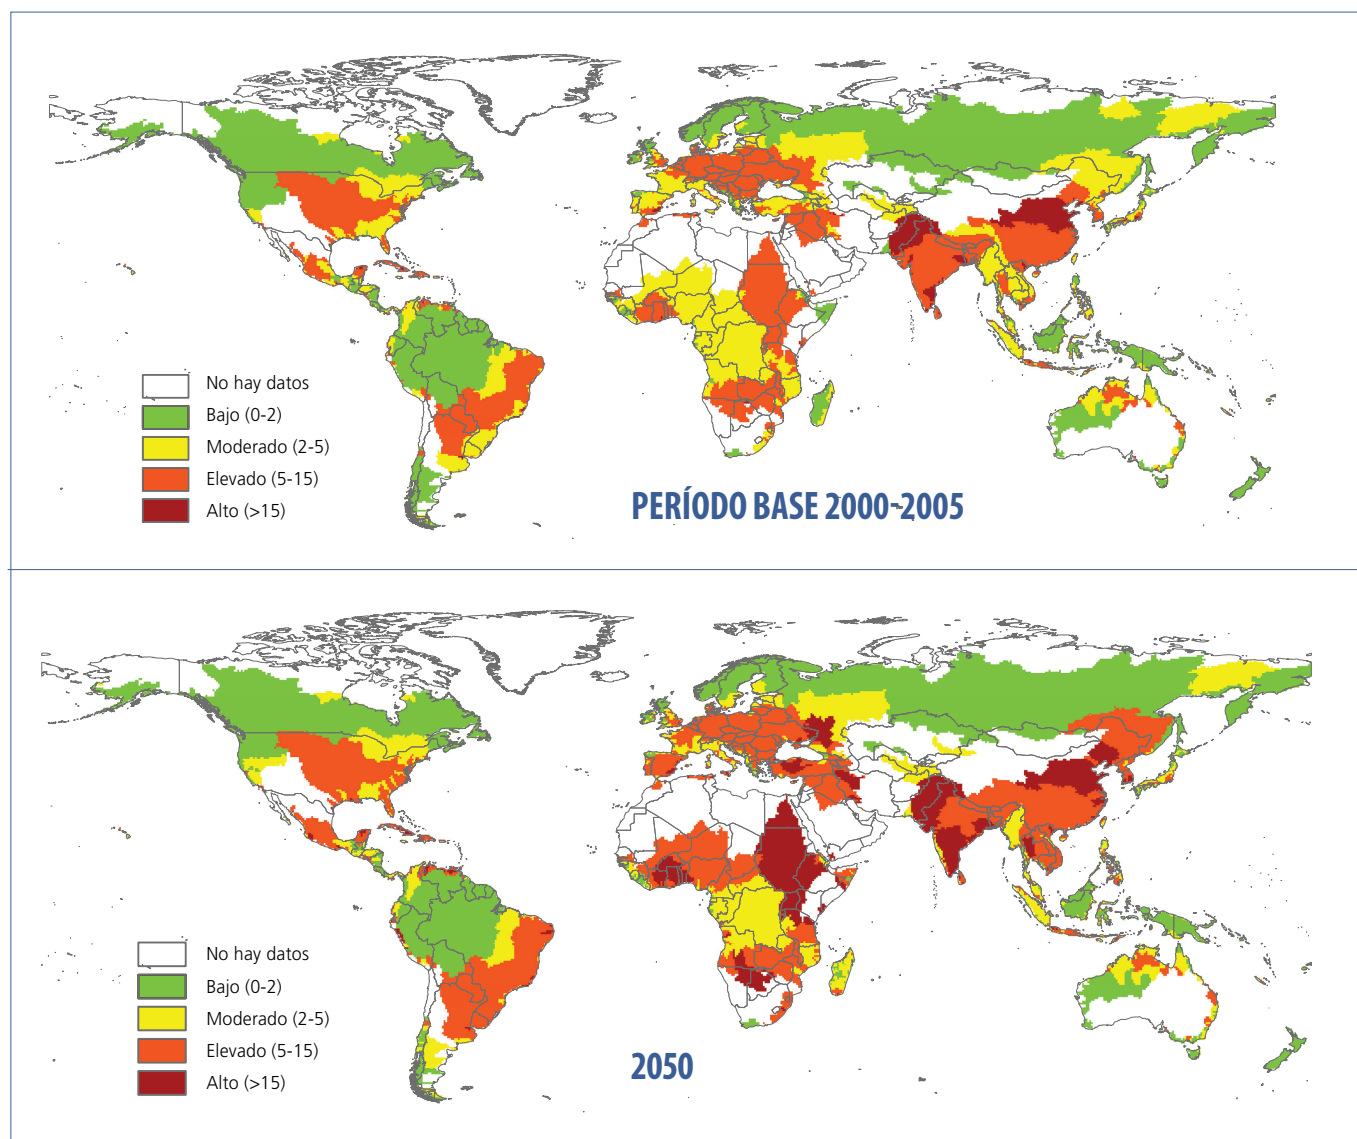 No hay datos
Bajo (0-2)
Moderado (2-5)
Elevado (5-15)
Alto (>15)
PERÍODO BASE 2000-2005
No hay datos
Bajo (0-2)
Moderado (2-5)
Elevado (5-15)
Alto (>15)
2050